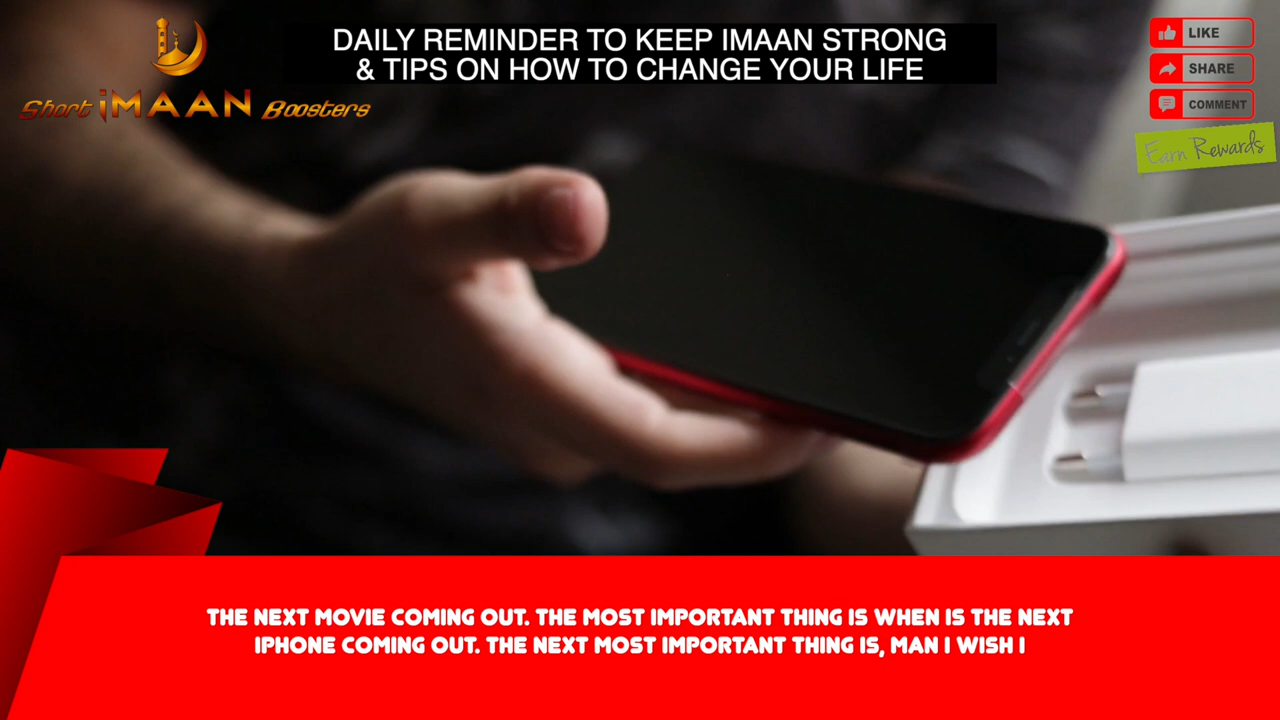 DAILY REMINDER TO KEEP IMAAN STRONG
& TIPS ON HOW TO CHANGE YOUR LIFE
Short iMAAN Boosters
LIKE
SHARE
COMMENT
Earn Rewards
THE NEXT MOVIE COMING OUT. THE MOST IMPORTANT THING IS WHEN IS THE NEXT
IPHONE COMING OUT. THE NEXT MOST IMPORTANT THING IS, MAN I WISH I